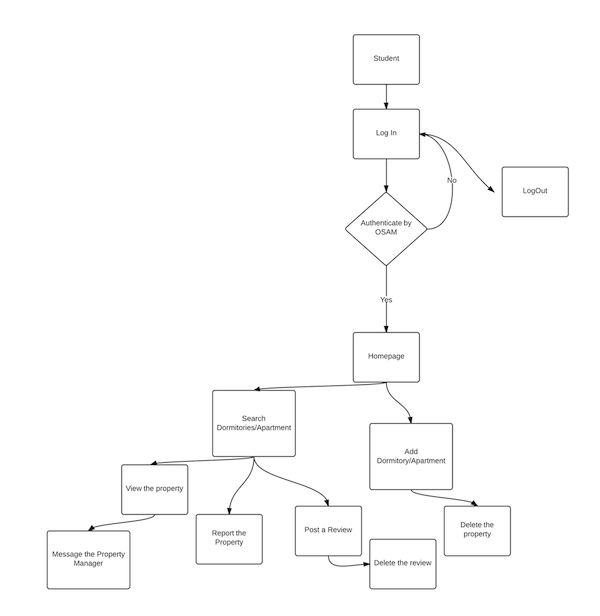 Student
Log In
No
LogOut
Authenticate by
OSAM
Yes
Homepage
Search
Dormitories/Apartment
Add
Dormitory/Apartment
View the property
Report the
Property
Post a Review
Delete the
property
Message the Property
Manager
Delete the review